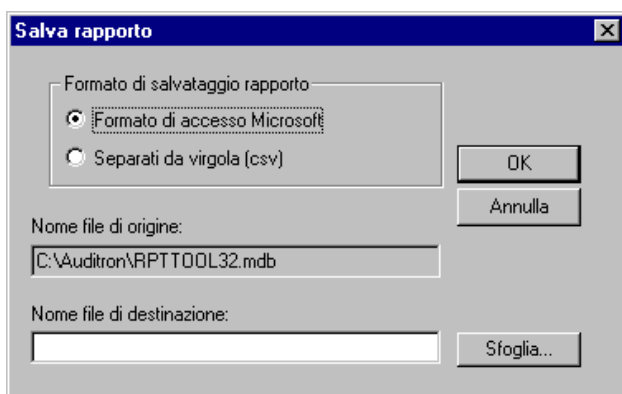 Salva rapporto
Formato di salvataggio rapporto
Formato di accesso Microsoft
Separati da virgola (csv)
OK
Annulla
Nome file di origine:
C:\Auditron\RPTTOOL32.mdb
Nome file di destinazione:
Sfoglia...